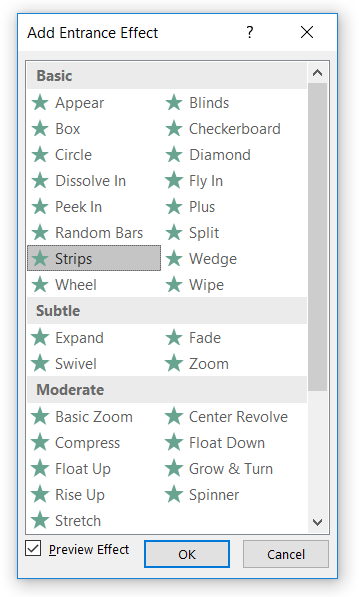 Add Entrance Effect ?
Basic
Appear Blinds
Box Checkerboard
Circle Diamond
Dissolve In Fly In
Peek In Plus
Random Bars Split
Strips Wedge
Wheel Wipe
Subtle
Expand Fade
Swivel Zoom
Moderate
Basic Zoom Center Revolve
Compress Float Down
Float Up Grow & Turn
Rise Up Spinner
Stretch
Preview Effect OK Cancel